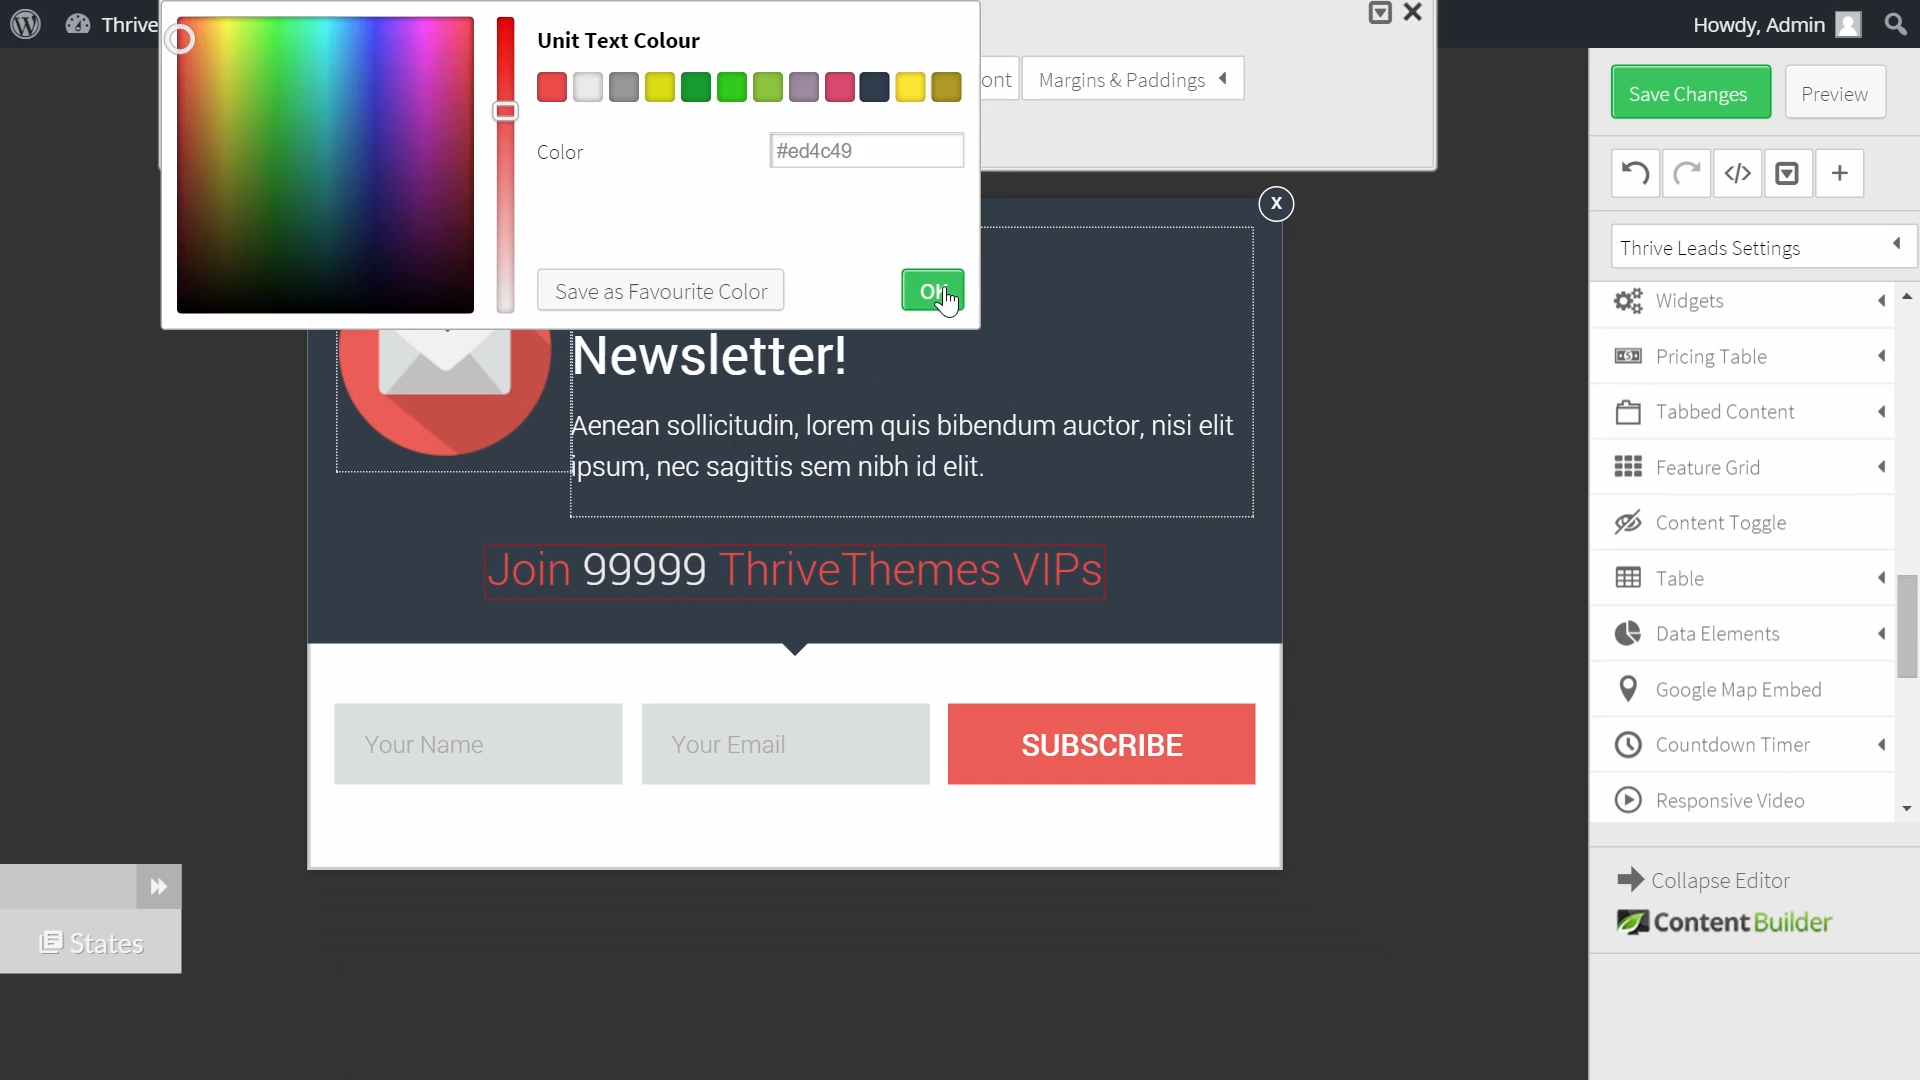 Thrive
Howdy, Admin
Unit Text Colour
Color
#ed4c49
Save as Favourite Color
OK
ont
Margins & Paddings
Save Changes
Preview
</>
+
Thrive Leads Settings
Widgets
Pricing Table
Tabbed Content
Feature Grid
Content Toggle
Table
Data Elements
Google Map Embed
Countdown Timer
Responsive Video
Collapse Editor
Content Builder
X
Newsletter!
Aenean sollicitudin, lorem quis bibendum auctor, nisi elit
ipsum, nec sagittis sem nibh id elit.
Join 99999 ThriveThemes VIPs
Your Name
Your Email
SUBSCRIBE
States